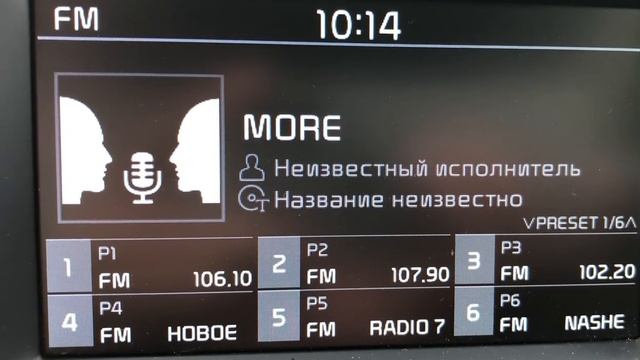 FM 10:14
MORE
Неизвестный исполнитель
Название неизвестно
PRESET 1/6
1 P1 FM 106.10
2 P2 FM 107.90
3 P3 FM 102.20
4 P4 FM НОВОЕ
5 P5 FM RADIO 7
6 P6 FM NASHE